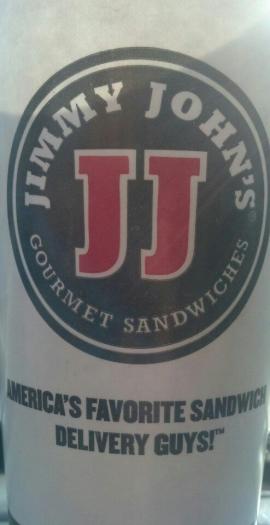 JIMMY JOHN'S®
JJ
GOURMET SANDWICHES
AMERICA'S FAVORITE SANDWICH
DELIVERY GUYS!™